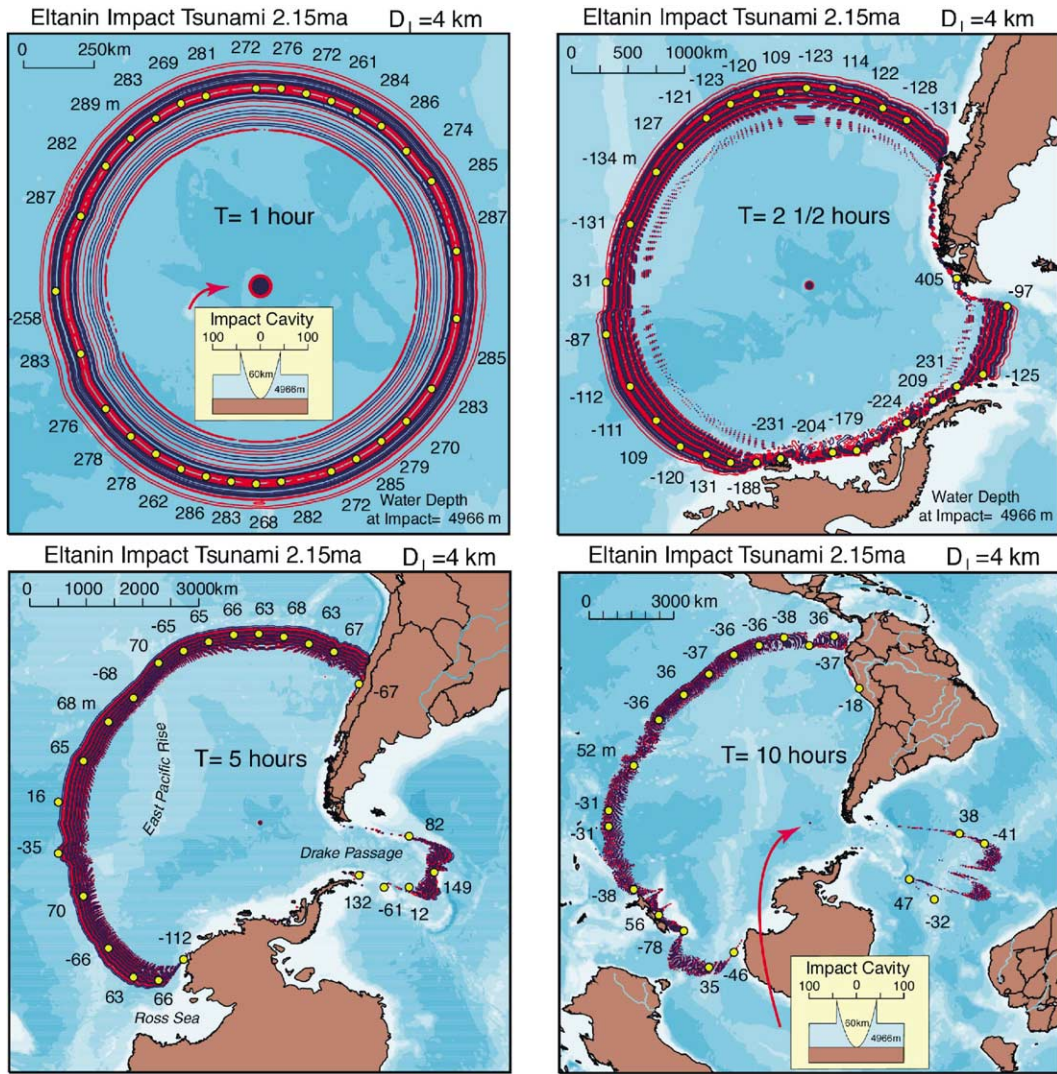 Eltanin Impact Tsunami 2.15ma D_I =4 km
0 250km
272 276
281 272
269 261
283 284
289 m 286
282 274
285
287 287
T= 1 hour
-258
Impact Cavity
100 0 100
60km
4966m
283 285
283
276 270
278 279
278 285
262 272
286 283 268 282
Water Depth
at Impact= 4966 m
Eltanin Impact Tsunami 2.15ma D_I =4 km
0 500 1000km
109 -123
-120 114
-123 122
-121 -128
127 -131
-134 m
T= 2 1/2 hours
-131
31 405
-97
-87
231
-125
209
-112 -224
-111 -231 -204 -179
109
-120 131 -188
Water Depth
at Impact= 4966 m
Eltanin Impact Tsunami 2.15ma D_I =4 km
0 1000 2000 3000km
66 63 68
65 63
-65 67
70
-68 -67
68 m
T= 5 hours
65
East Pacific Rise
16
82
-35 Drake Passage
149
132 -61 12
70
-112
-66
63 66
Ross Sea
Eltanin Impact Tsunami 2.15ma D_I =4 km
0 3000 km
-36 -38 36
-36
-37 -37
36
-36 -18
52 m T= 10 hours
-31 38
-31 -41
-38 47 -32
56
-78
-46
35
Impact Cavity
100 0 100
60km
4966m